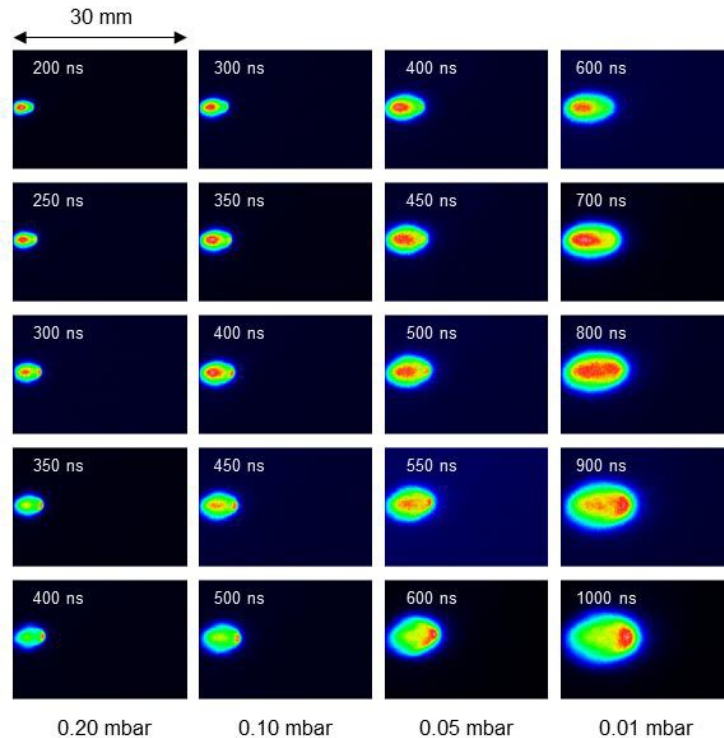 30 mm
200 ns
300 ns
400 ns
600 ns
250 ns
350 ns
450 ns
700 ns
300 ns
400 ns
500 ns
800 ns
350 ns
450 ns
550 ns
900 ns
400 ns
500 ns
600 ns
1000 ns
0.20 mbar
0.10 mbar
0.05 mbar
0.01 mbar